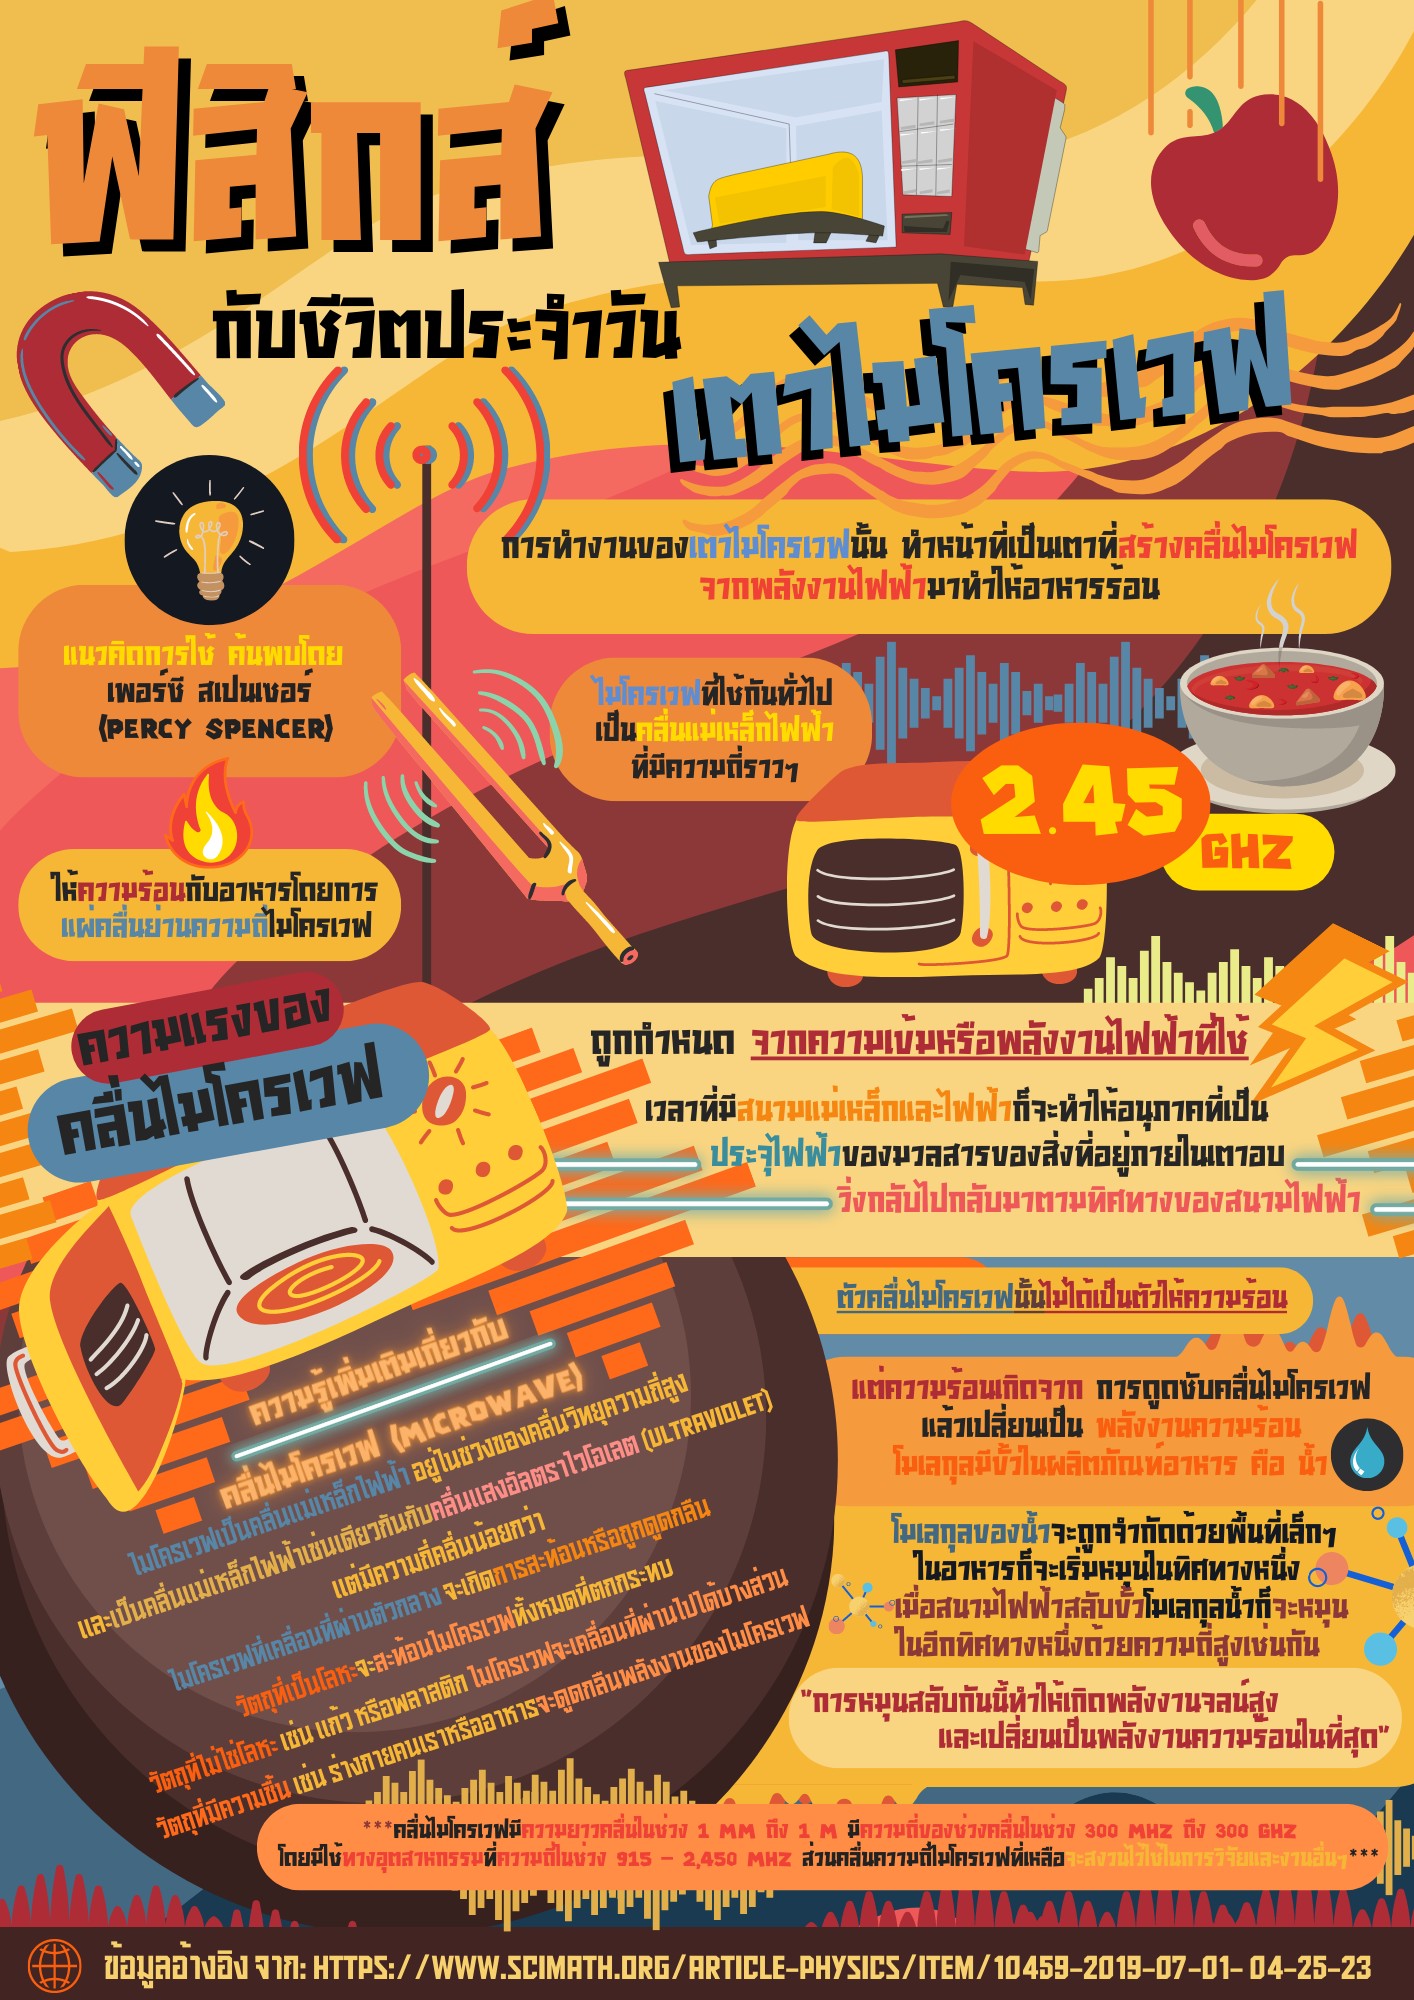 ฟิสิกส์
กับชีวิตประจำวัน
เตาไมโครเวฟ
การทำงานของเตาไมโครเวฟนั้น ทำหน้าที่เป็นเตาที่สร้างคลื่นไมโครเวฟ
จากพลังงานไฟฟ้ามาทำให้อาหารร้อน
แนวคิดการใช้ ค้นพบโดย
เพอร์ซี สเปนเซอร์
(PERCY SPENCER)
ไมโครเวฟที่ใช้กันทั่วไป
เป็นคลื่นแม่เหล็กไฟฟ้า
ที่มีความถี่ราวๆ
2.45
GHZ
ให้ความร้อนกับอาหารโดยการ
แผ่คลื่นย่านความถี่ไมโครเวฟ
ความแรงของ
คลื่นไมโครเวฟ
ถูกกำหนด จากความเข้มหรือพลังงานไฟฟ้าที่ใช้
เวลาที่มีสนามแม่เหล็กและไฟฟ้าก็จะทำให้อนุภาคที่เป็น
ประจุไฟฟ้าของมวลสารของสิ่งที่อยู่ภายในเตาอบ
วิ่งกลับไปกลับมาตามทิศทางของสนามไฟฟ้า
ตัวคลื่นไมโครเวฟนั้นไม่ได้เป็นตัวให้ความร้อน
แต่ความร้อนเกิดจาก การดูดซับคลื่นไมโครเวฟ
แล้วเปลี่ยนเป็น พลังงานความร้อน
โมเลกุลมีขั้วในผลิตภัณฑ์อาหาร คือ น้ำ
โมเลกุลของน้ำจะถูกจำกัดด้วยพื้นที่เล็กๆ
ในอาหารก็จะเริ่มหมุนในทิศทางหนึ่ง
เมื่อสนามไฟฟ้าสลับขั้วโมเลกุลน้ำก็จะหมุน
ในอีกทิศทางหนึ่งด้วยความถี่สูงเช่นกัน
"การหมุนสลับกันนี้ทำให้เกิดพลังงานจลน์สูง
และเปลี่ยนเป็นพลังงานความร้อนในที่สุด"
ความรู้เพิ่มเติมเกี่ยวกับ
คลื่นไมโครเวฟ (MICROWAVE)
ไมโครเวฟเป็นคลื่นแม่เหล็กไฟฟ้า อยู่ในช่วงของคลื่นวิทยุความถี่สูง
และเป็นคลื่นแม่เหล็กไฟฟ้าเช่นเดียวกันกับคลื่นแสงอัลตราไวโอเลต (ULTRAVIOLET)
แต่มีความถี่คลื่นน้อยกว่า
ไมโครเวฟที่เคลื่อนที่ผ่านตัวกลาง จะเกิดการสะท้อนหรือถูกดูดกลืน
วัตถุที่เป็นโลหะจะสะท้อนไมโครเวฟทั้งหมดที่ตกกระทบ
วัตถุที่ไม่ใช่โลหะ เช่น แก้ว หรือพลาสติก ไมโครเวฟจะเคลื่อนที่ผ่านไปได้บางส่วน
วัตถุที่มีความชื้น เช่น ร่างกายคนเราหรืออาหารจะดูดกลืนพลังงานของไมโครเวฟ
***คลื่นไมโครเวฟมีความยาวคลื่นในช่วง 1 MM ถึง 1 M มีความถี่ของช่วงคลื่นในช่วง 300 MHZ ถึง 300 GHZ
โดยมีใช้ทางอุตสาหกรรมที่ความถี่ในช่วง 915 - 2,450 MHZ ส่วนคลื่นความถี่ไมโครเวฟที่เหลือจะสงวนไว้ใช้ในการวิจัยและงานอื่นๆ***
ข้อมูลอ้างอิง จาก: HTTPS://WWW.SCIMATH.ORG/ARTICLE-PHYSICS/ITEM/10459-2019-07-01-04-25-23